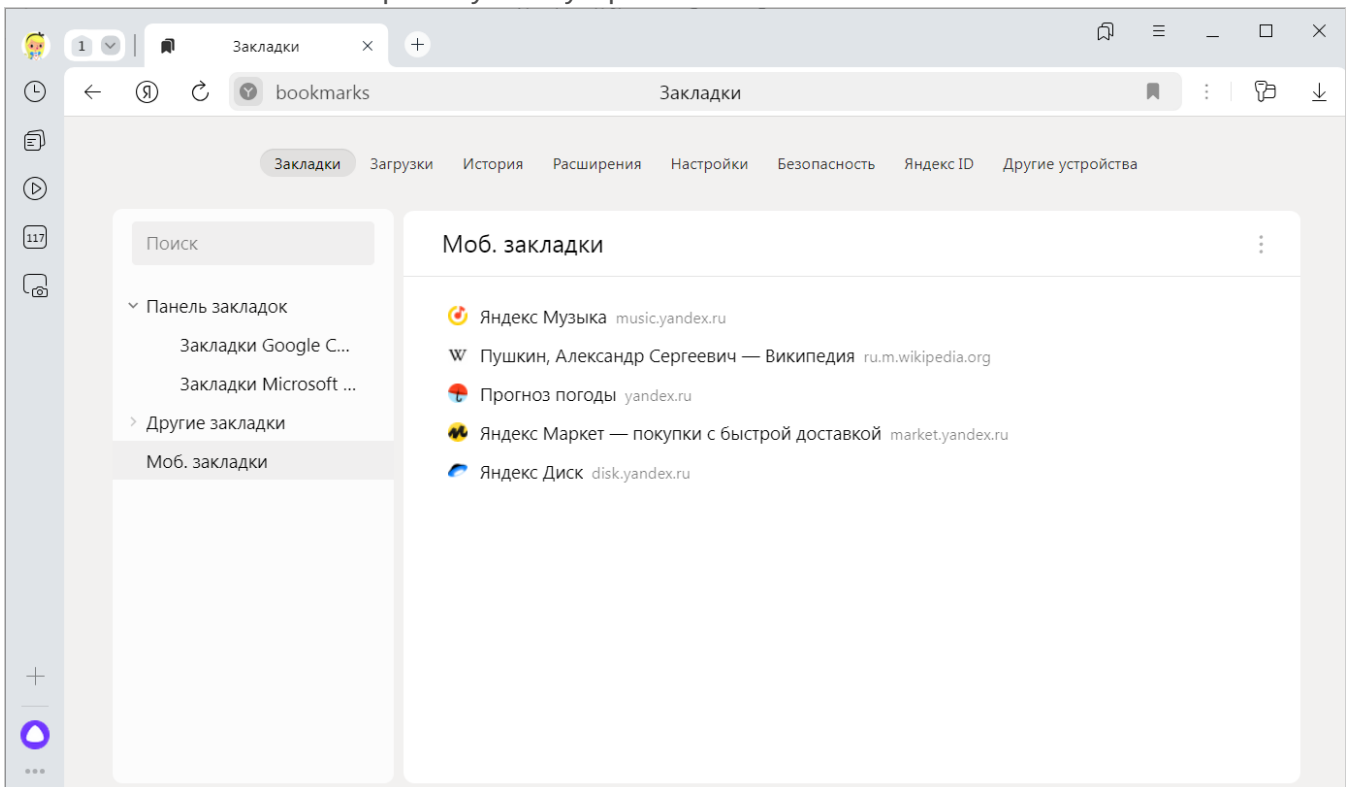 1
Закладки
bookmarks
Закладки
Закладки Загрузки История Расширения Настройки Безопасность Яндекс ID Другие устройства
117
Поиск
Панель закладок
Закладки Google C...
Закладки Microsoft ...
Другие закладки
Моб. закладки
Моб. закладки
Яндекс Музыка music.yandex.ru
W Пушкин, Александр Сергеевич — Википедия ru.m.wikipedia.org
Прогноз погоды yandex.ru
Яндекс Маркет — покупки с быстрой доставкой market.yandex.ru
Яндекс Диск disk.yandex.ru